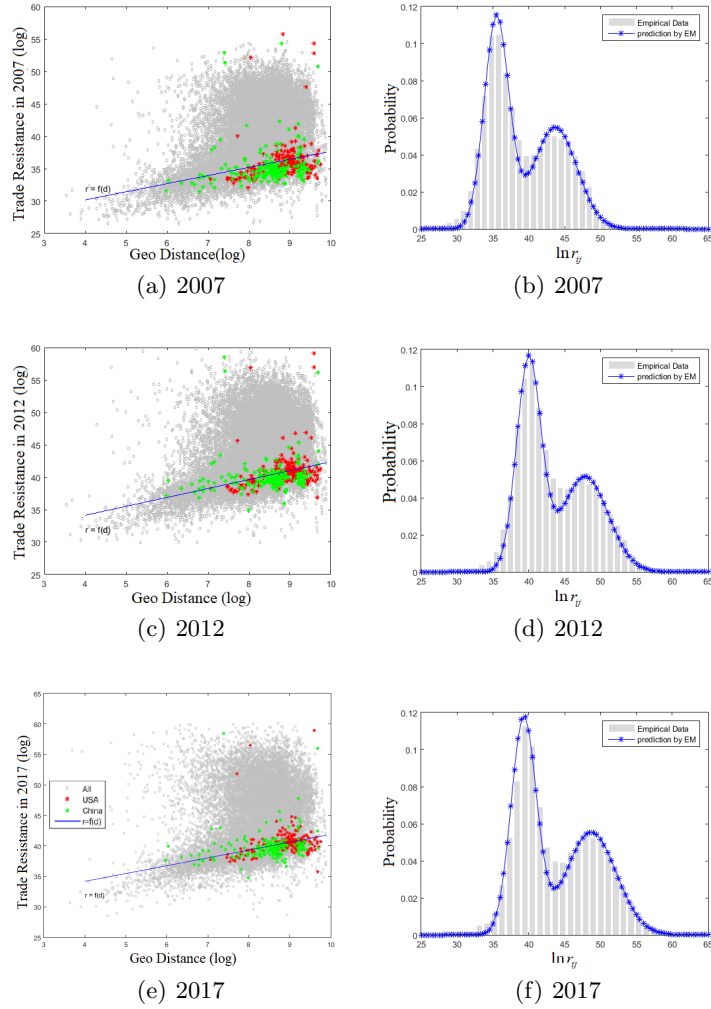 Trade Resistance in 2007 (log)
60
55
50
45
40
35
30
25
r = f(d)
3 4 5 6 7 8 9 10
Geo Distance(log)
(a) 2007
Probability
0.12
0.1
0.08
0.06
0.04
0.02
0
Empirical Data
prediction by EM
25 30 35 40 45 50 55 60 65
ln r_ij
(b) 2007
Trade Resistance in 2012 (log)
60
55
50
45
40
35
30
25
r = f(d)
3 4 5 6 7 8 9 10
Geo Distance (log)
(c) 2012
Probability
0.12
0.1
0.08
0.06
0.04
0.02
0
Empirical Data
prediction by EM
25 30 35 40 45 50 55 60 65
ln r_ij
(d) 2012
Trade Resistance in 2017 (log)
65
60
55
50
45
40
35
30
25
All
USA
China
r=f(d)
r = f(d)
3 4 5 6 7 8 9 10
Geo Distance (log)
(e) 2017
Probability
0.12
0.1
0.08
0.06
0.04
0.02
0
Empirical Data
prediction by EM
25 30 35 40 45 50 55 60 65
ln r_ij
(f) 2017